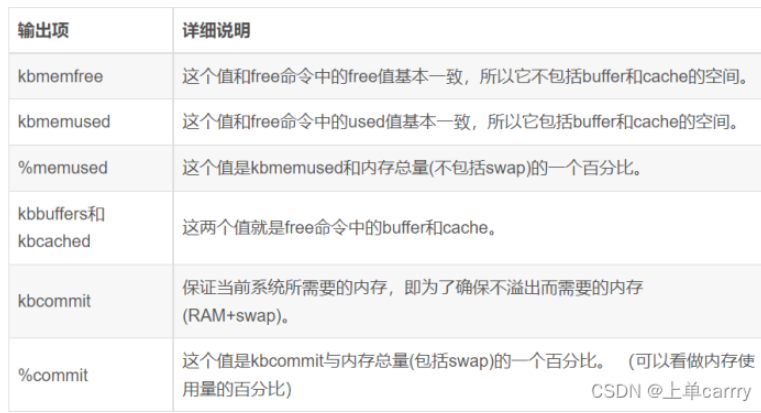 输出项 详细说明
kbmemfree 这个值和free命令中的free值基本一致，所以它不包括buffer和cache的空间。
kbmemused 这个值和free命令中的used值基本一致，所以它包括buffer和cache的空间。
%memused 这个值是kbmemused和内存总量(不包括swap)的一个百分比。
kbbuffers和
kbcached 这两个值就是free命令中的buffer和cache。
kbcommit 保证当前系统所需要的内存，即为了确保不溢出而需要的内存
(RAM+swap)。
%commit 这个值是kbcommit与内存总量(包括swap)的一个百分比。 （可以看做内存使
用量的百分比）
CSDN @上单carrry